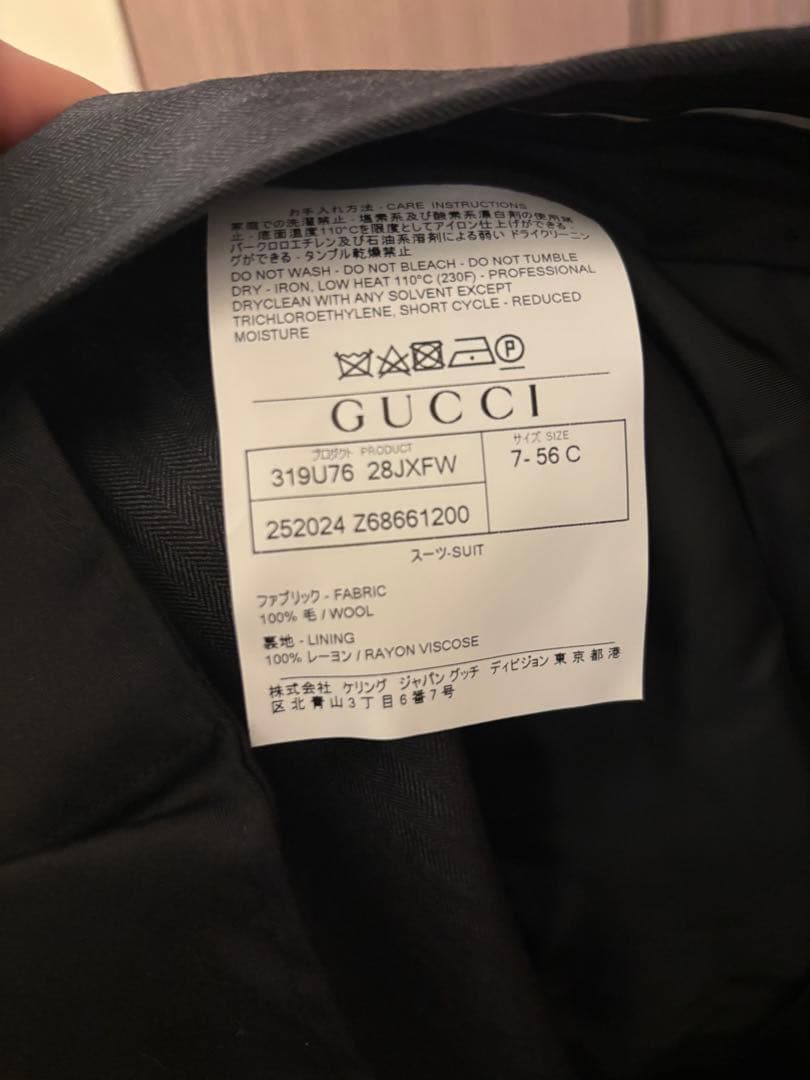 お手入れ方法 - CARE INSTRUCTIONS
家庭での洗濯禁止 - 塩素系及び酸素系漂白剤の使用禁
止 - 底面温度110℃を限度としてアイロン仕上げができる -
パークロロエチレン及び石油系溶剤による弱い ドライクリーニン
グができる - タンブル乾燥禁止
DO NOT WASH - DO NOT BLEACH - DO NOT TUMBLE
DRY - IRON, LOW HEAT 110°C (230F) - PROFESSIONAL
DRYCLEAN WITH ANY SOLVENT EXCEPT
TRICHLOROETHYLENE, SHORT CYCLE - REDUCED
MOISTURE
P
GUCCI
プロダクト PRODUCT
319U76 28JXFW
252024 Z68661200
サイズ SIZE
7- 56 C
スーツ-SUIT
ファブリック - FABRIC
100% 毛 / WOOL
裏地 - LINING
100% レーヨン / RAYON VISCOSE
株式会社 ケリング ジャパン グッチ ディビジョン 東京都港
区北青山3丁目6番7号